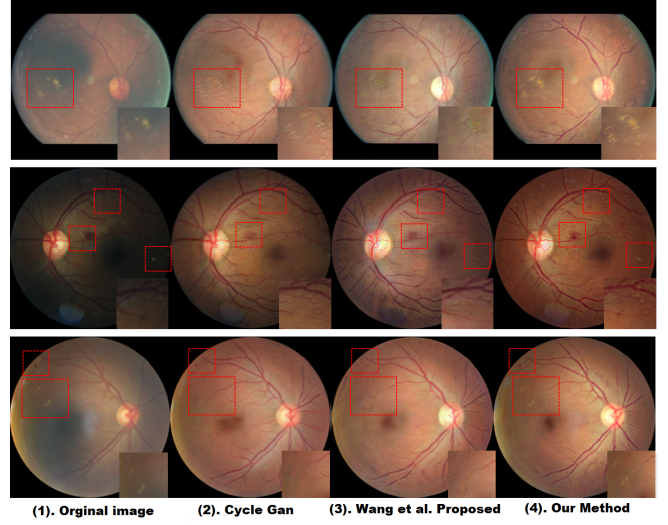 (1). Orginal image (2). Cycle Gan (3). Wang et al. Proposed (4). Our Method